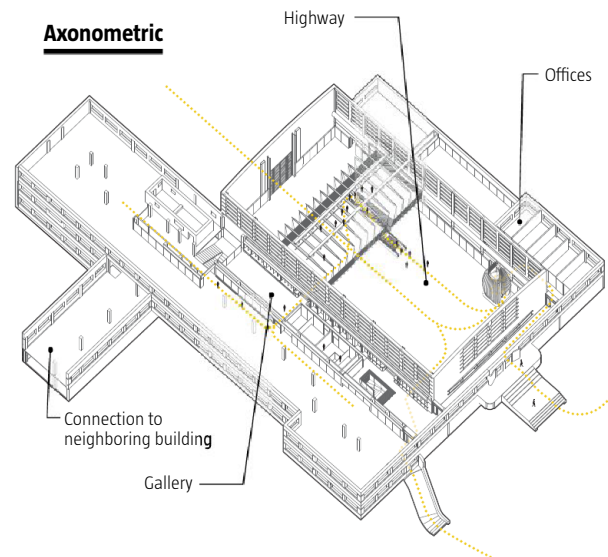 Axonometric
Highway
Offices
Connection to
neighboring building
Gallery